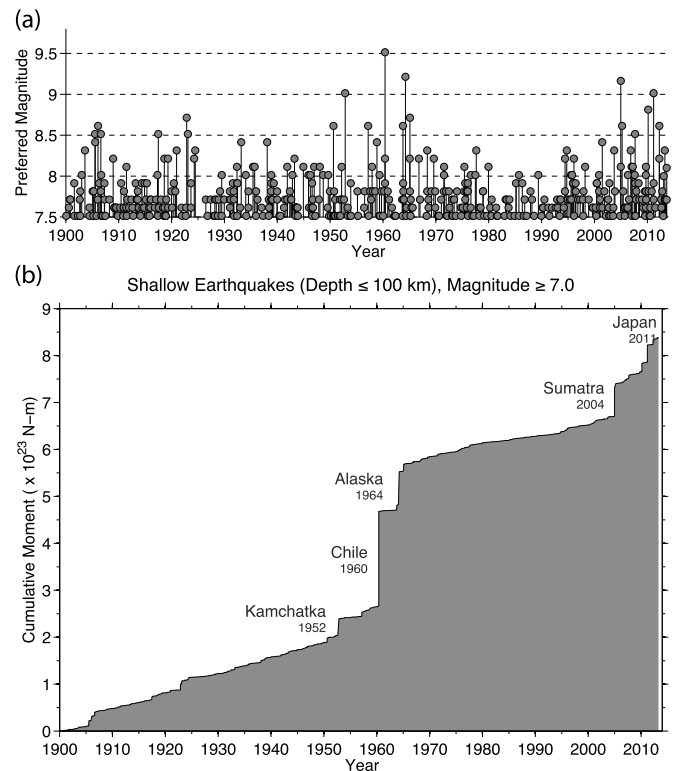 (a)
Preferred Magnitude
9.5
9
8.5
8
7.5
1900 1910 1920 1930 1940 1950 1960 1970 1980 1990 2000 2010
Year
(b)
Shallow Earthquakes (Depth ≤ 100 km), Magnitude ≥ 7.0
Cumulative Moment ( x 10²³ N−m)
9
8
7
6
5
4
3
2
1
0
Japan
2011
Sumatra
2004
Alaska
1964
Chile
1960
Kamchatka
1952
1900 1910 1920 1930 1940 1950 1960 1970 1980 1990 2000 2010
Year